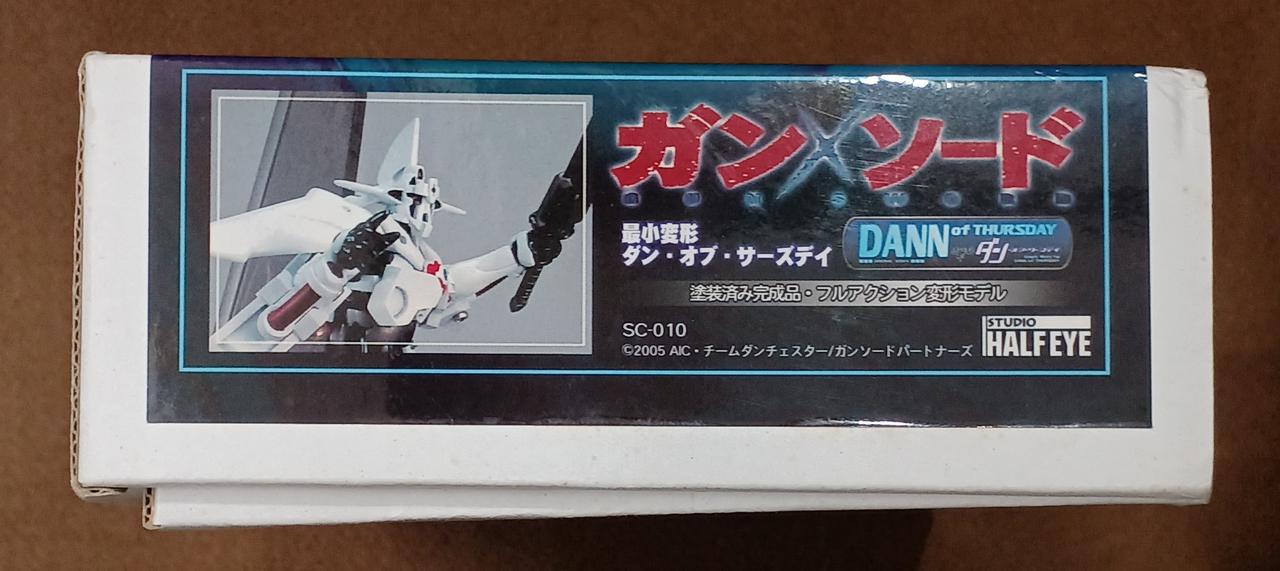 ガン×ソード
GUN SWORD
最小変形
ダン・オブ・サーズデイ
DANN of THURSDAY
ダン
塗装済み完成品・フルアクション変形モデル
SC-010
©2005 AIC・チームダンチェスター/ガンソードパートナーズ
STUDIO
HALF EYE